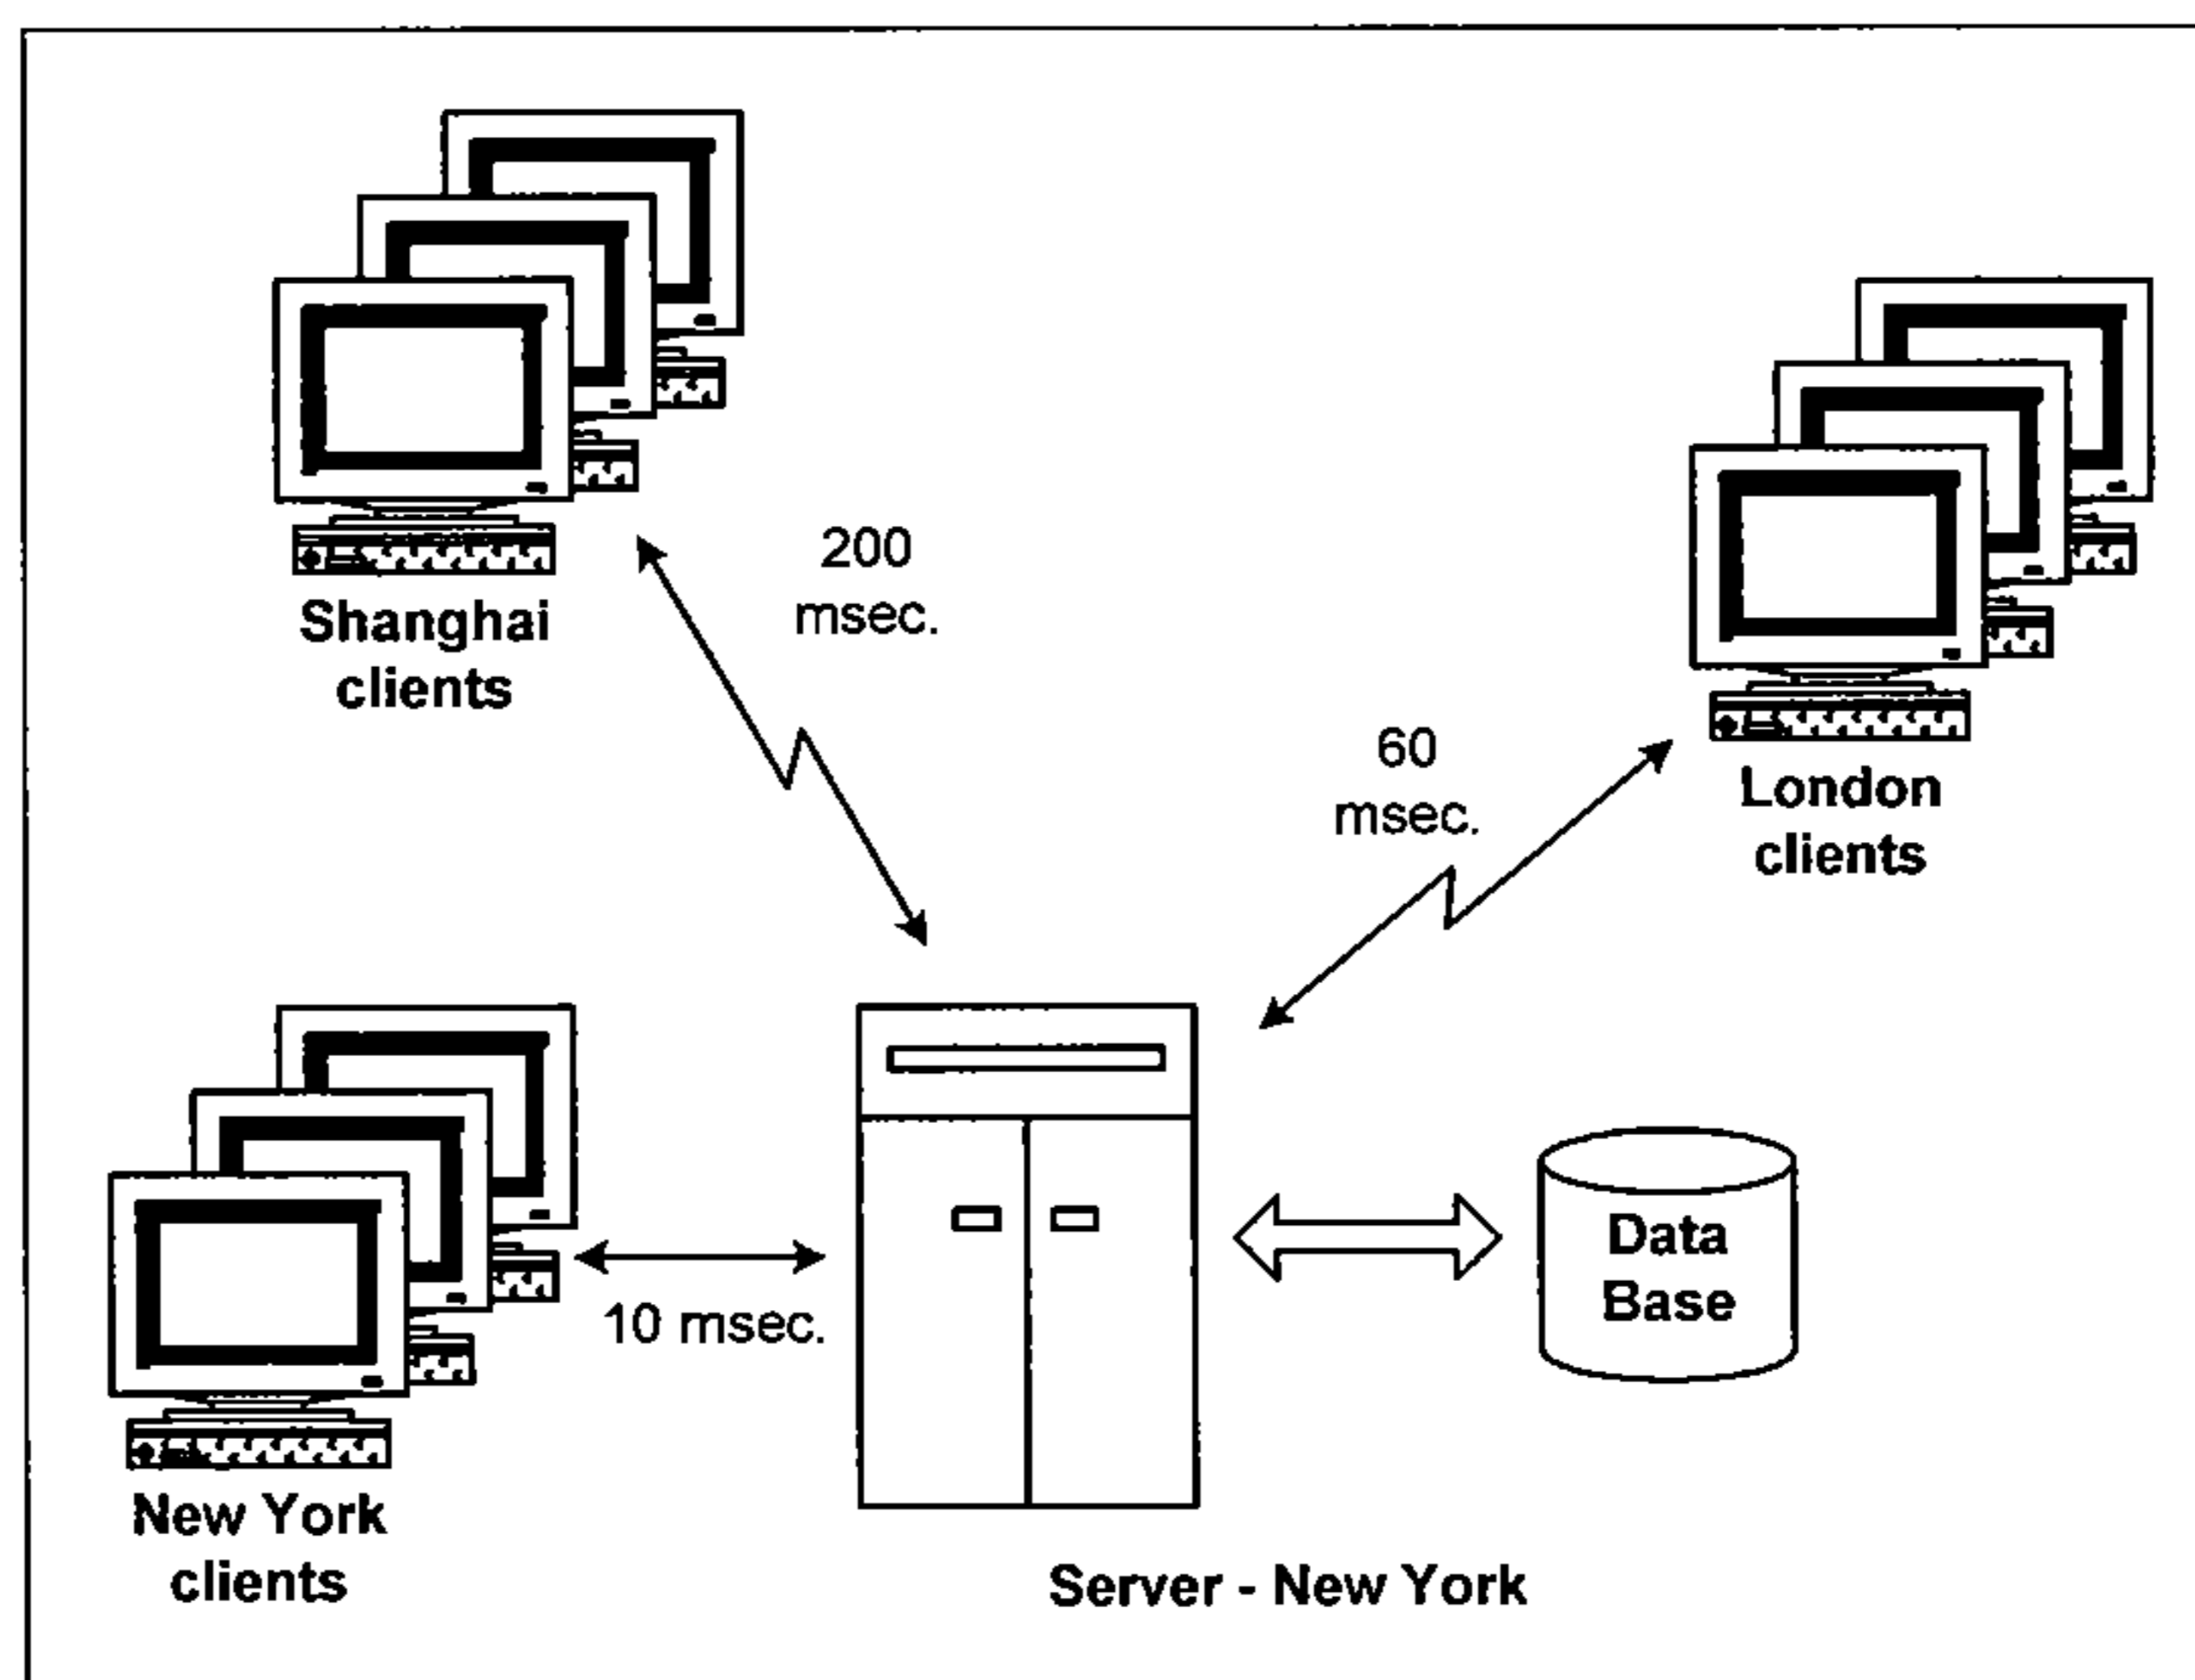 200
msec.
Shanghai
clients
60
msec.
London
clients
10 msec.
Data
Base
New York
clients
Server - New York